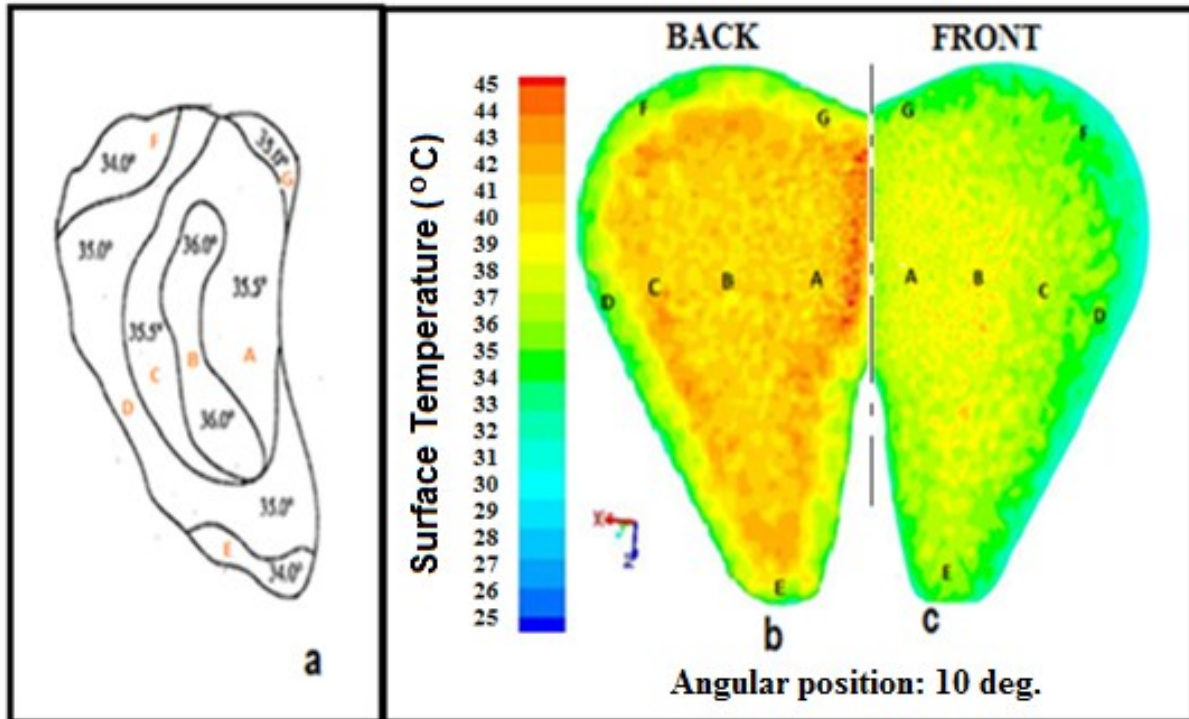 F
34.0°
35.0°
G
35.0°
36.0°
35.5°
35.5°
B
A
C
D
36.0°
35.0°
E
34.0°
a
BACK
FRONT
Surface Temperature (°C)
45
44
43
42
41
40
39
38
37
36
35
34
33
32
31
30
29
28
27
26
25
F
G
G
F
D
C
B
A
A
B
C
D
E
E
X
Z
b
c
Angular position: 10 deg.